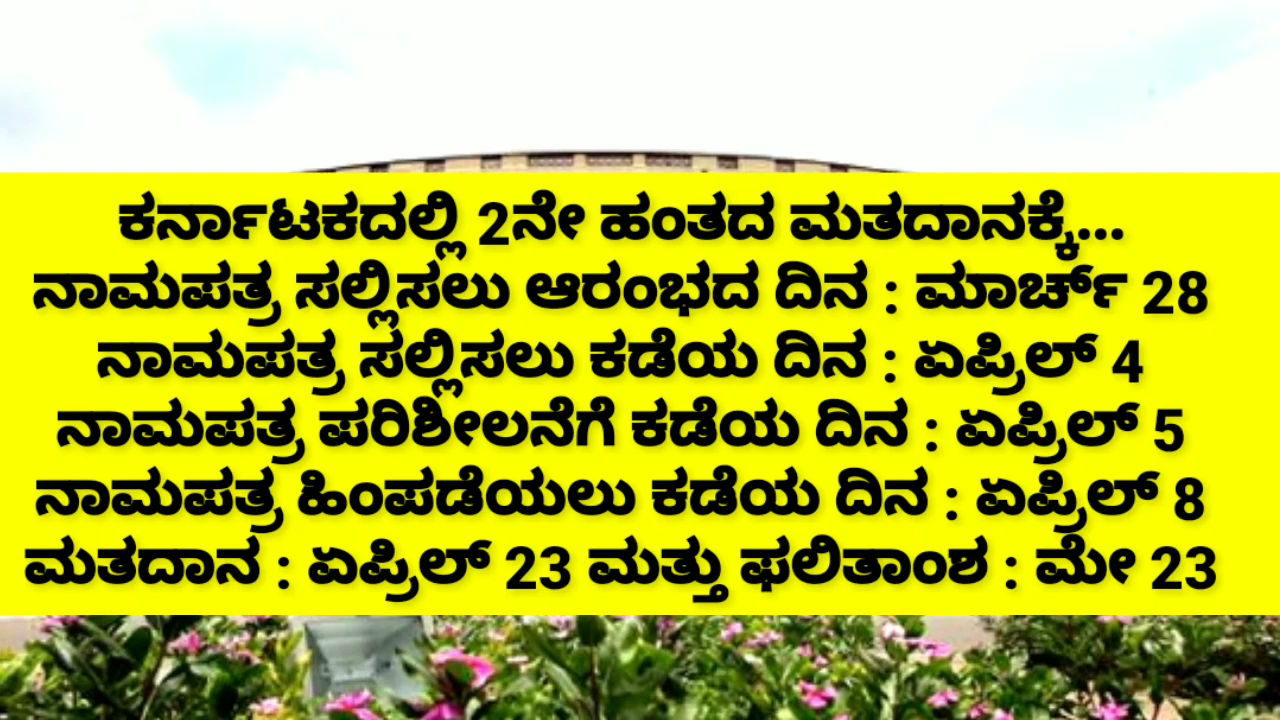 ಕರ್ನಾಟಕದಲ್ಲಿ 2ನೇ ಹಂತದ ಮತದಾನಕ್ಕೆ...
ನಾಮಪತ್ರ ಸಲ್ಲಿಸಲು ಆರಂಭದ ದಿನ : ಮಾರ್ಚ್ 28
ನಾಮಪತ್ರ ಸಲ್ಲಿಸಲು ಕಡೆಯ ದಿನ : ಏಪ್ರಿಲ್ 4
ನಾಮಪತ್ರ ಪರಿಶೀಲನೆಗೆ ಕಡೆಯ ದಿನ : ಏಪ್ರಿಲ್ 5
ನಾಮಪತ್ರ ಹಿಂಪಡೆಯಲು ಕಡೆಯ ದಿನ : ಏಪ್ರಿಲ್ 8
ಮತದಾನ : ಏಪ್ರಿಲ್ 23 ಮತ್ತು ಫಲಿತಾಂಶ : ಮೇ 23